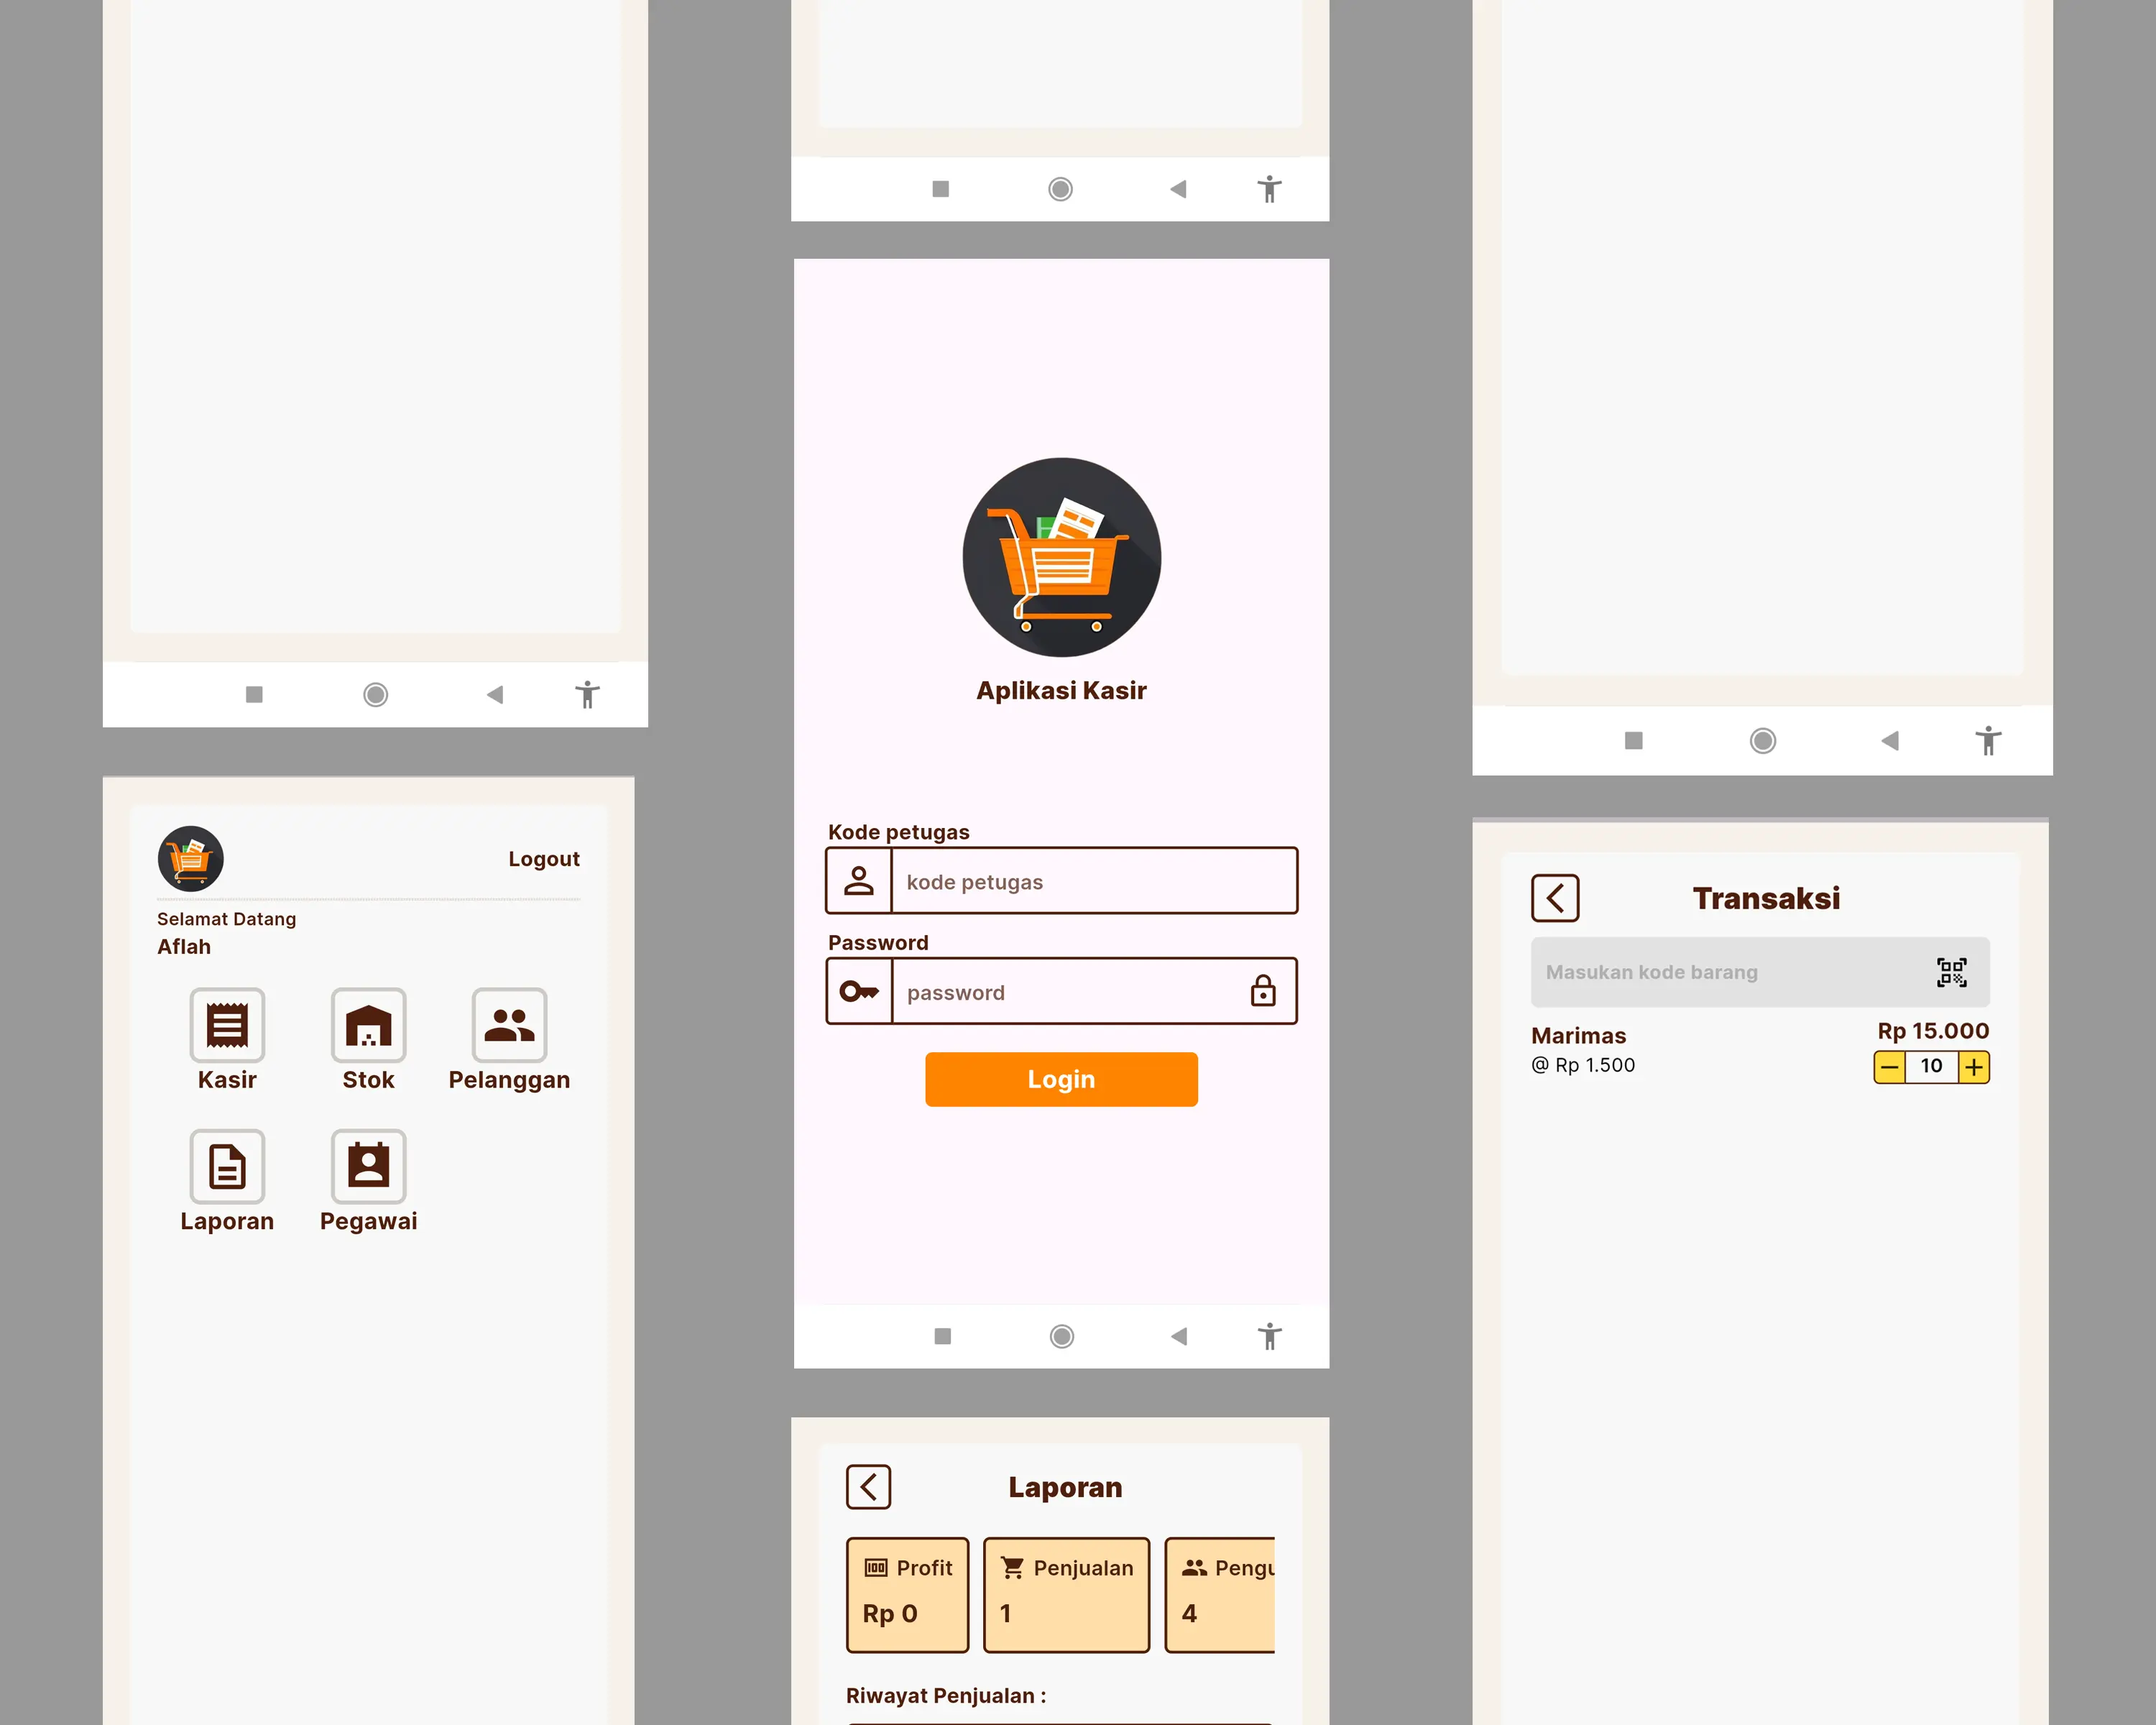 Logout
Selamat Datang
Aflah
Kasir
Stok
Pelanggan
Laporan
Pegawai
Aplikasi Kasir
Kode petugas
kode petugas
Password
password
Login
Laporan
Profit
Rp 0
Penjualan
1
Pengu
4
Riwayat Penjualan :
Transaksi
Masukan kode barang
Marimas
Rp 15.000
@ Rp 1.500
10